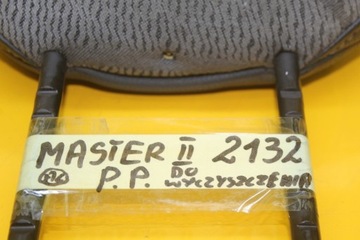 MASTER II 2132
P.P. DO WYCZYSZCZENIA